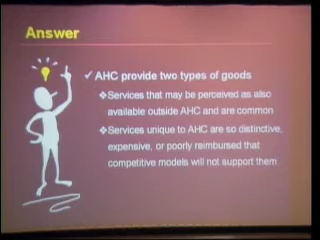 Answer
✓ AHC provide two types of goods
❖Services that may be perceived as also
available outside AHC and are common
❖Services unique to AHC are so distinctive,
expensive, or poorly reimbursed that
competitive models will not support them